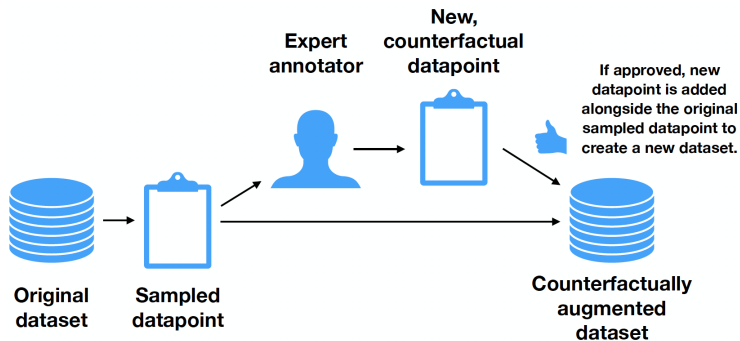 Expert
annotator
New,
counterfactual
datapoint
If approved, new
datapoint is added
alongside the original
sampled datapoint to
create a new dataset.
Original
dataset
Sampled
datapoint
Counterfactually
augmented
dataset